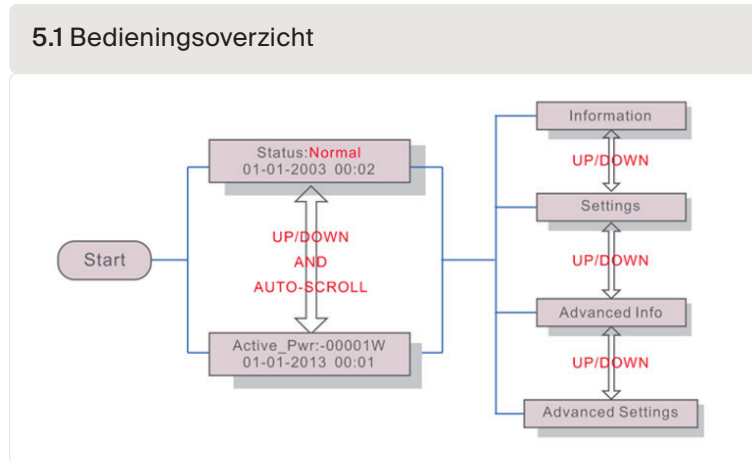 5.1 Bedieningsoverzicht
Start
Status:Normal
01-01-2003 00:02
UP/DOWN
AND
AUTO-SCROLL
Active_Pwr:-00001W
01-01-2013 00:01
Information
UP/DOWN
Settings
UP/DOWN
Advanced Info
UP/DOWN
Advanced Settings